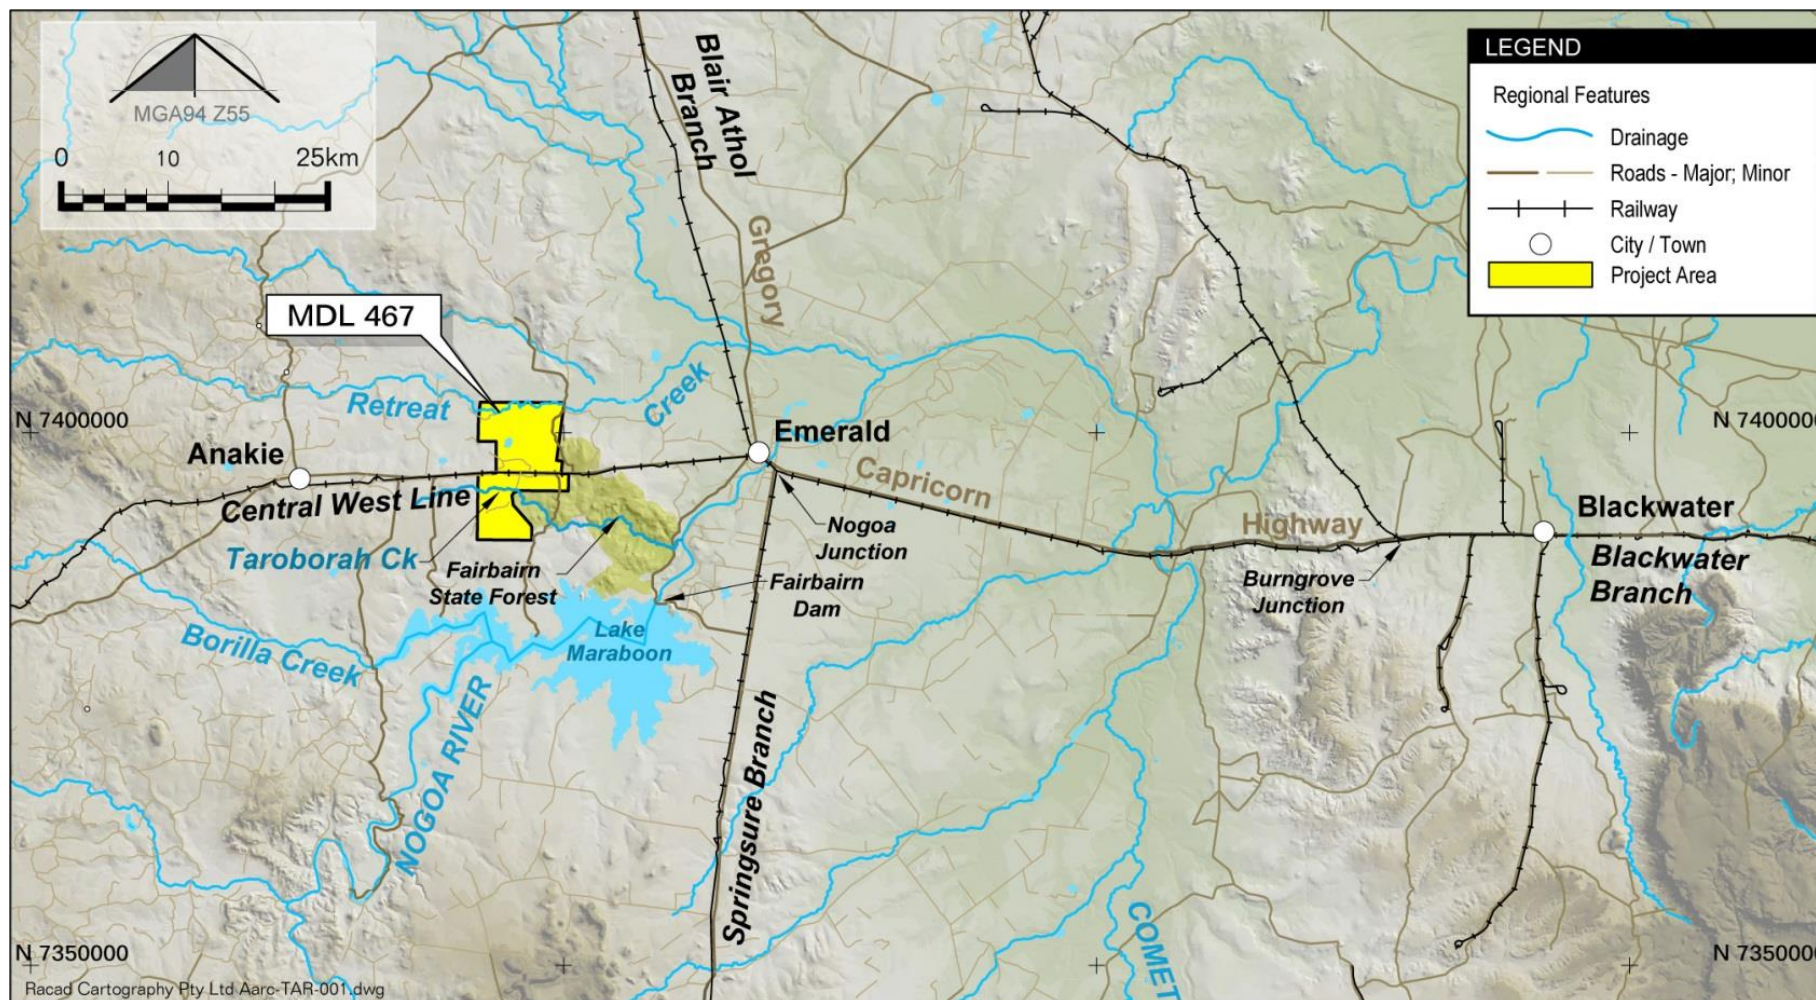 MGA94 Z55
0 10 25km
LEGEND
Regional Features
Drainage
Roads - Major; Minor
Railway
City / Town
Project Area
Blair Athol
Branch
Gregory
MDL 467
Retreat
Creek
N 7400000
N 7400000
Anakie
Emerald
Central West Line
Capricorn
Highway
Nogoa
Junction
Blackwater
Blackwater
Branch
Taroborah Ck
Fairbairn
State Forest
Fairbairn
Dam
Burngrove
Junction
Borilla Creek
Lake
Maraboon
NOGOA RIVER
Springsure Branch
COMET
N 7350000
N 7350000
Racad Cartography Pty Ltd Aarc-TAR-001.dwg